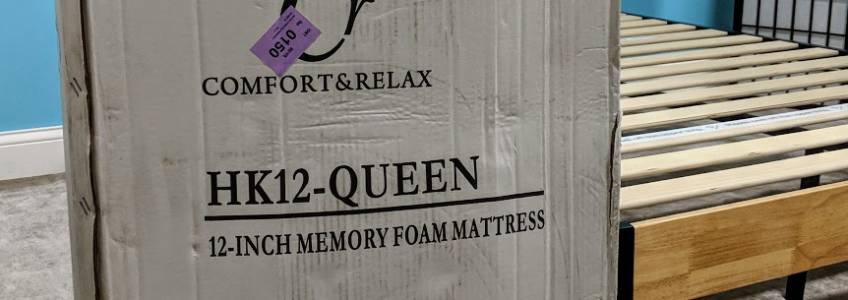 0150
COMFORT&RELAX
HK12-QUEEN
12-INCH MEMORY FOAM MATTRESS